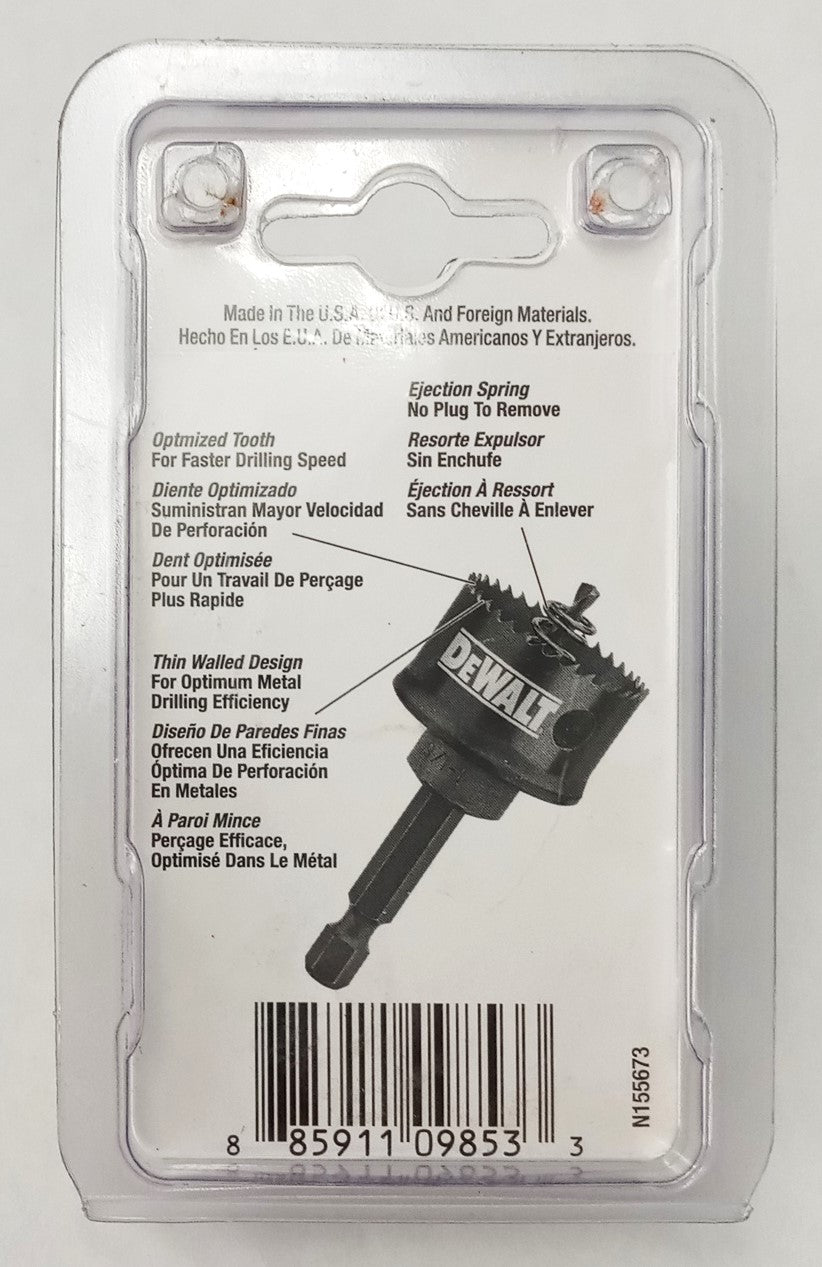 Made In The U.S.A. U.S. And Foreign Materials.
Hecho En Los E.U.A. De Materiales Americanos Y Extranjeros.
Ejection Spring
No Plug To Remove
Resorte Expulsor
Sin Enchufe
Éjection À Ressort
Sans Cheville À Enlever
Optmized Tooth
For Faster Drilling Speed
Diente Optimizado
Suministran Mayor Velocidad
De Perforación
Dent Optimisée
Pour Un Travail De Perçage
Plus Rapide
Thin Walled Design
For Optimum Metal
Drilling Efficiency
Diseño De Paredes Finas
Ofrecen Una Eficiencia
Óptima De Perforación
En Metales
À Paroi Mince
Perçage Efficace,
Optimisé Dans Le Métal
DEWALT
N155673
8 85911 09853 3